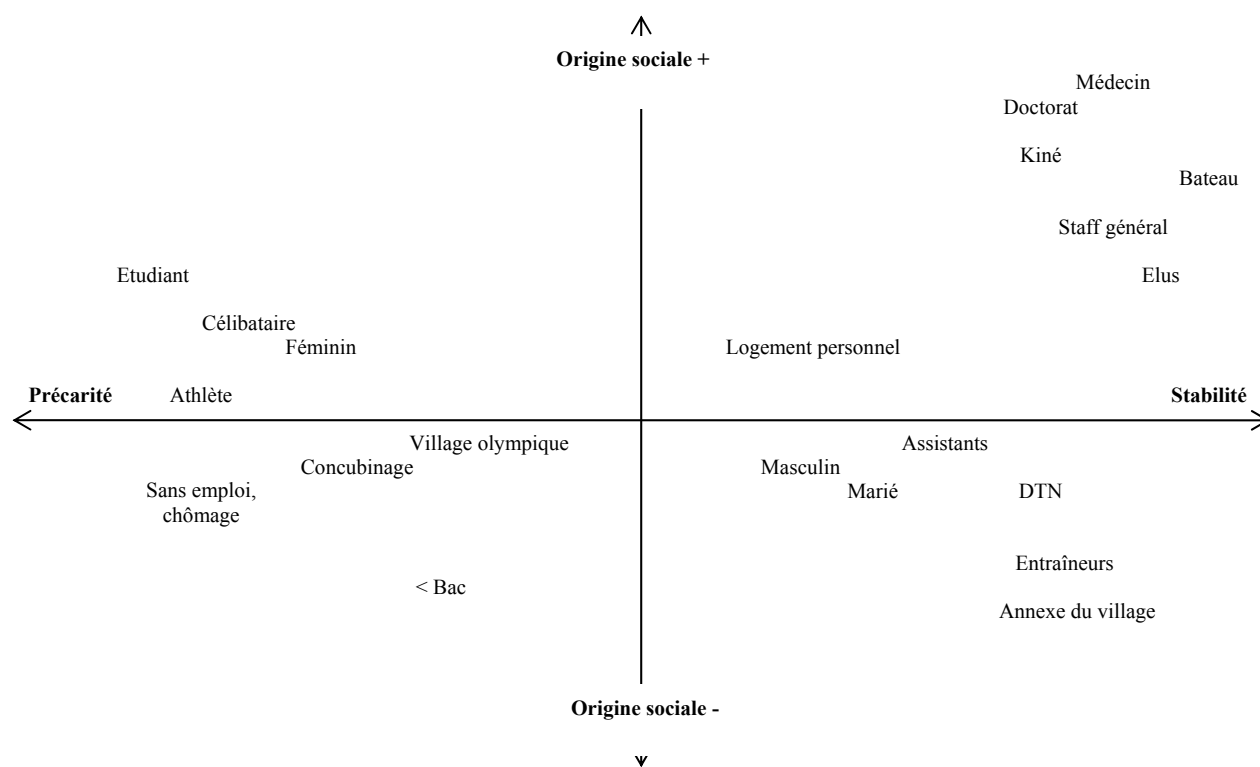 Origine sociale +
Médecin
Doctorat
Kiné
Bateau
Staff général
Etudiant
Elus
Célibataire
Féminin
Logement personnel
Précarité
Athlète
Stabilité
Village olympique
Assistants
Concubinage
Masculin
Sans emploi,
chômage
Marié
DTN
Entraîneurs
< Bac
Annexe du village
Origine sociale -